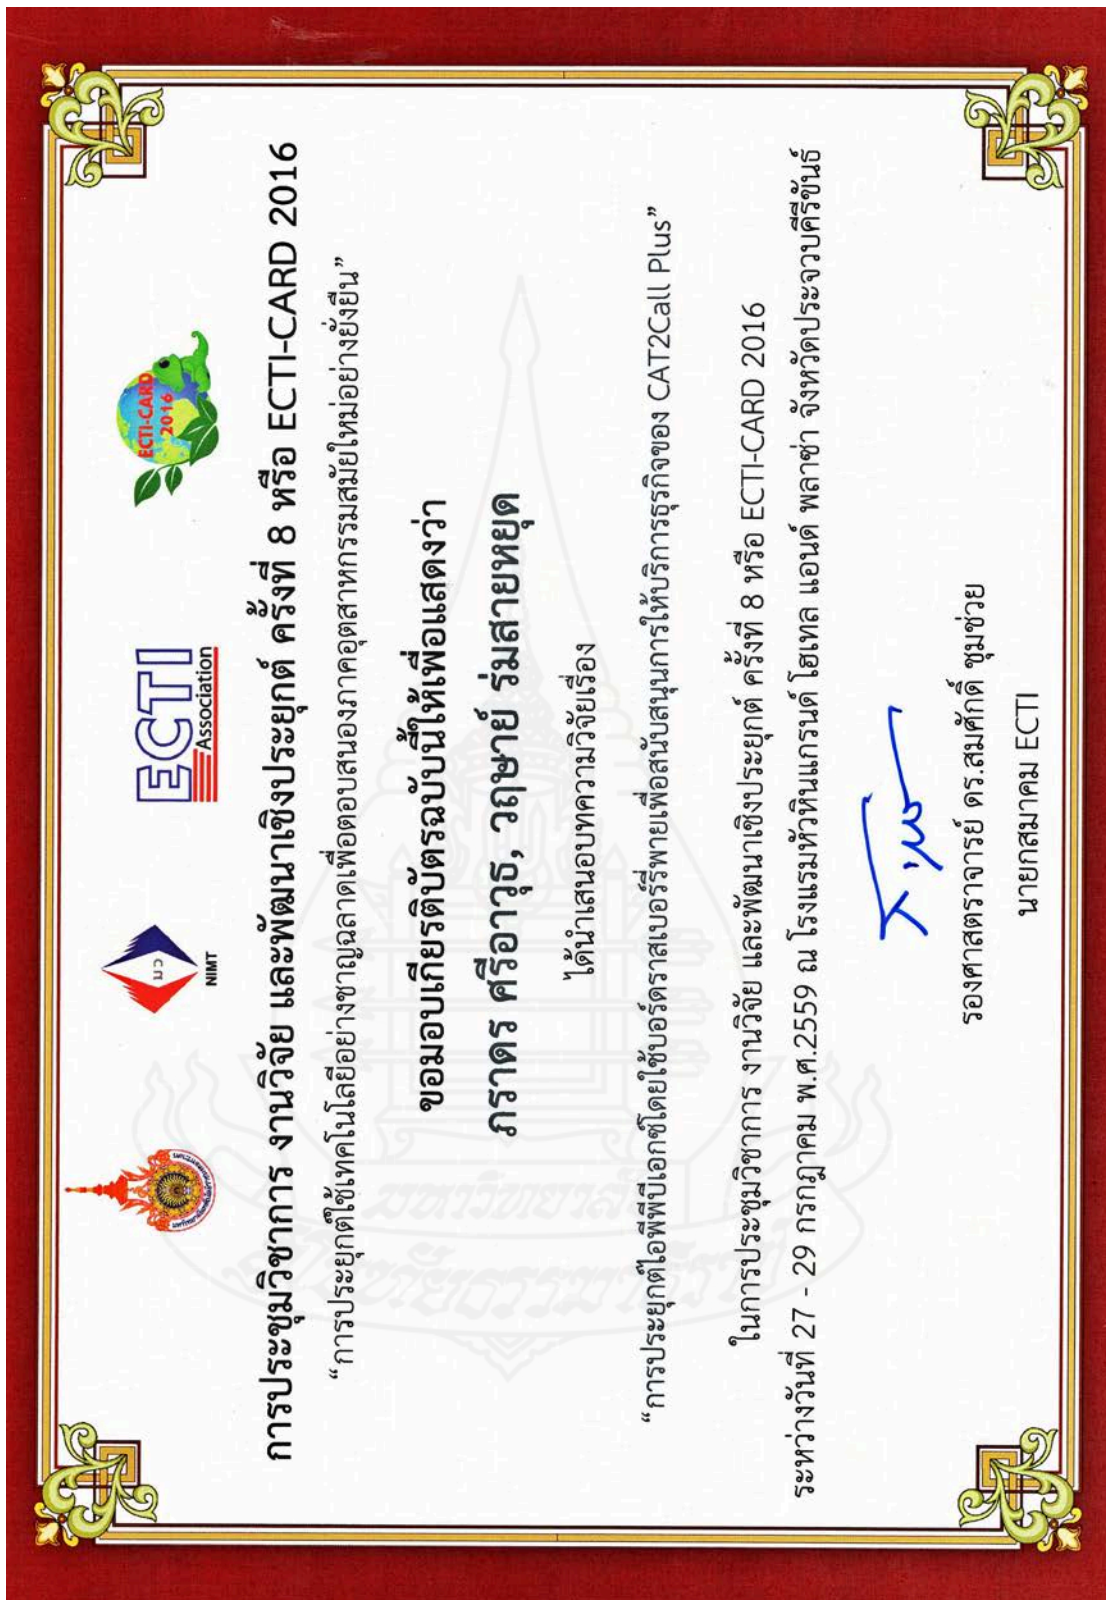 มว
NIMT
ECTI
Association
ECTI-CARD
2016
การประชุมวิชาการ งานวิจัย และพัฒนาเชิงประยุกต์ ครั้งที่ 8 หรือ ECTI-CARD 2016
“การประยุกต์ใช้เทคโนโลยีอย่างชาญฉลาดเพื่อตอบสนองภาคอุตสาหกรรมสมัยใหม่อย่างยั่งยืน”
ขอมอบเกียรติบัตรฉบับนี้ให้เพื่อแสดงว่า
ภราดร ศรีอาวุธ, วฤษาย์ ร่มสายหยุด
ได้นำเสนอบทความวิจัยเรื่อง
“การประยุกต์ไอพีพีบีเอกซ์โดยใช้บอร์ดราสเบอร์รี่พายเพื่อสนับสนุนการให้บริการธุรกิจของ CAT2Call Plus”
ในการประชุมวิชาการ งานวิจัย และพัฒนาเชิงประยุกต์ ครั้งที่ 8 หรือ ECTI-CARD 2016
ระหว่างวันที่ 27 - 29 กรกฎาคม พ.ศ.2559 ณ โรงแรมหัวหินแกรนด์ โฮเทล แอนด์ พลาซ่า จังหวัดประจวบคีรีขันธ์
รองศาสตราจารย์ ดร.สมศักดิ์ ชุมช่วย
นายกสมาคม ECTI